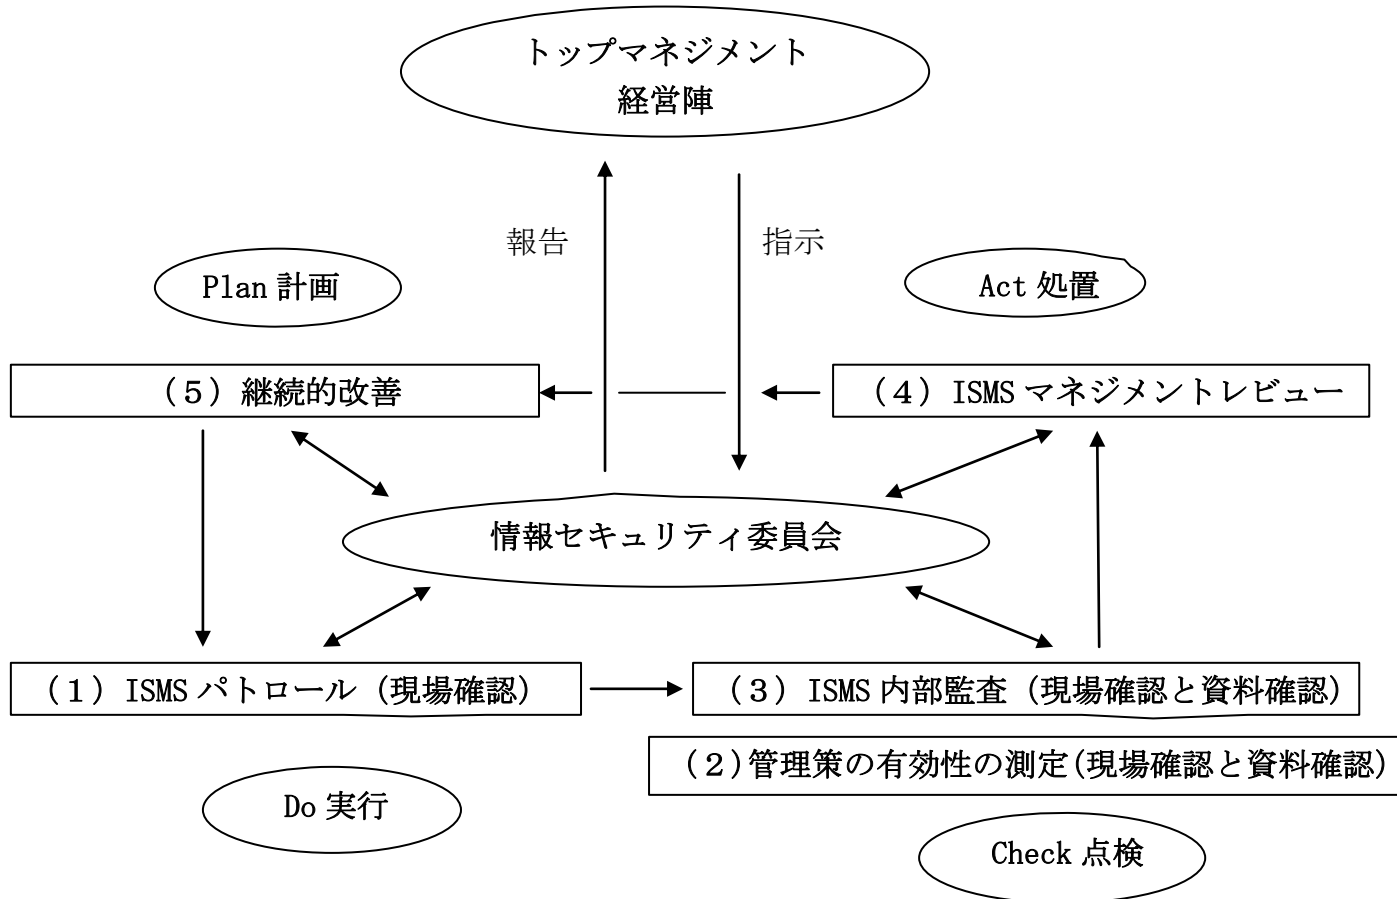 トップマネジメント
経営陣
報告
指示
Plan 計画
Act 処置
（５）継続的改善
（４）ISMS マネジメントレビュー
情報セキュリティ委員会
（１）ISMS パトロール（現場確認）
（３）ISMS 内部監査（現場確認と資料確認）
（２）管理策の有効性の測定(現場確認と資料確認)
Do 実行
Check 点検